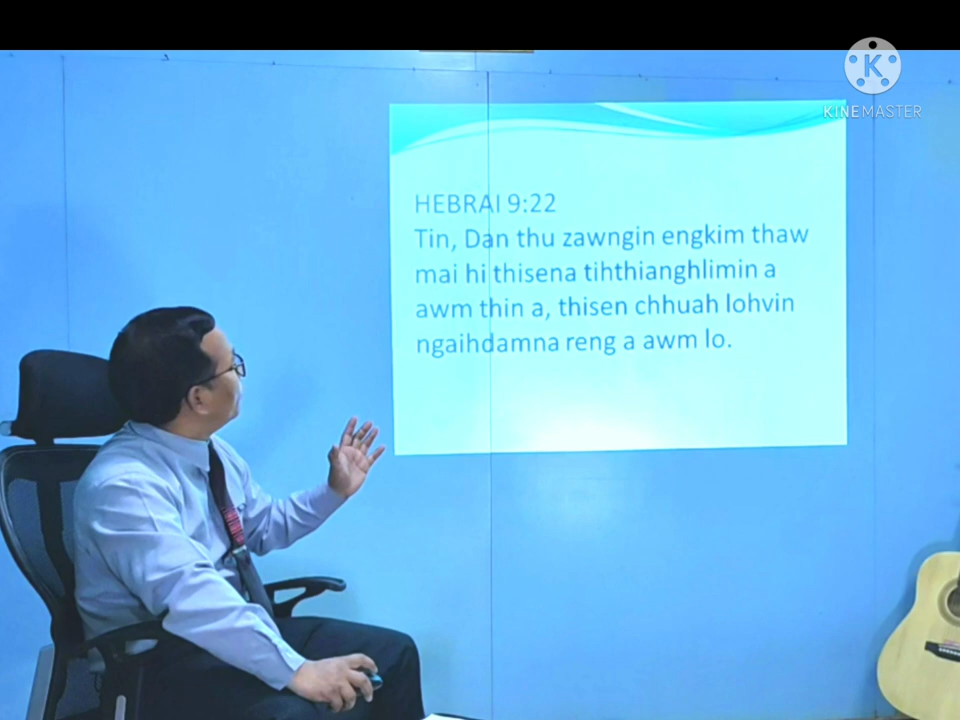 K
KINEMASTER
HEBRAI 9:22
Tin, Dan thu zawngin engkim thaw
mai hi thisena tihthianghlimin a
awm thin a, thisen chhuah lohvin
ngaihdamna reng a awm lo.